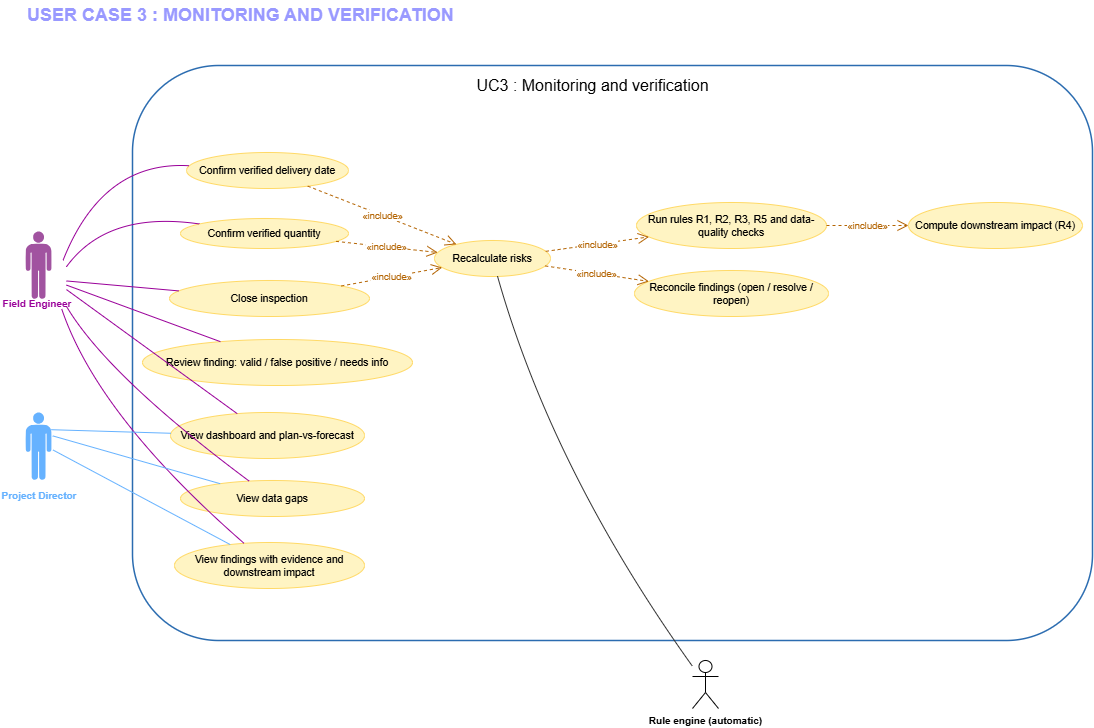 USER CASE 3 : MONITORING AND VERIFICATION
UC3 : Monitoring and verification
Confirm verified delivery date
«include»
Confirm verified quantity
«include»
Close inspection
«include»
Recalculate risks
«include»
«include»
Run rules R1, R2, R3, R5 and data-
quality checks
«include»
Compute downstream impact (R4)
Reconcile findings (open / resolve /
reopen)
Field Engineer
Review finding: valid / false positive / needs info
View dashboard and plan-vs-forecast
Project Director
View data gaps
View findings with evidence and
downstream impact
Rule engine (automatic)